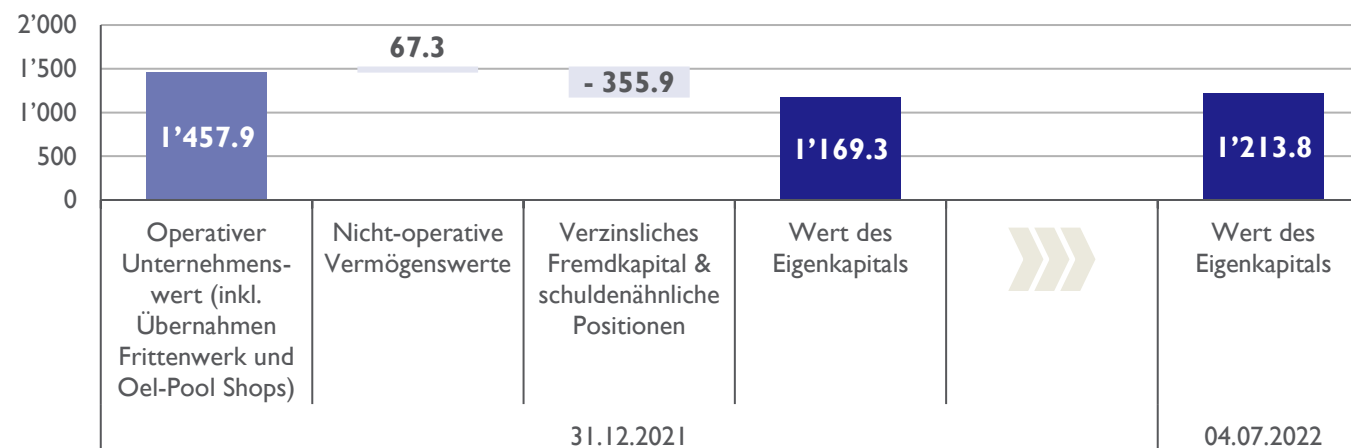 2'000
1'500
1'000
500
0
1'457.9
67.3
- 355.9
1'169.3
1'213.8
Operativer
Unternehmens-
wert (inkl.
Übernahmen
Frittenwerk und
Oel-Pool Shops)
Nicht-operative
Vermögenswerte
Verzinsliches
Fremdkapital &
schuldenähnliche
Positionen
Wert des
Eigenkapitals
Wert des
Eigenkapitals
31.12.2021
04.07.2022